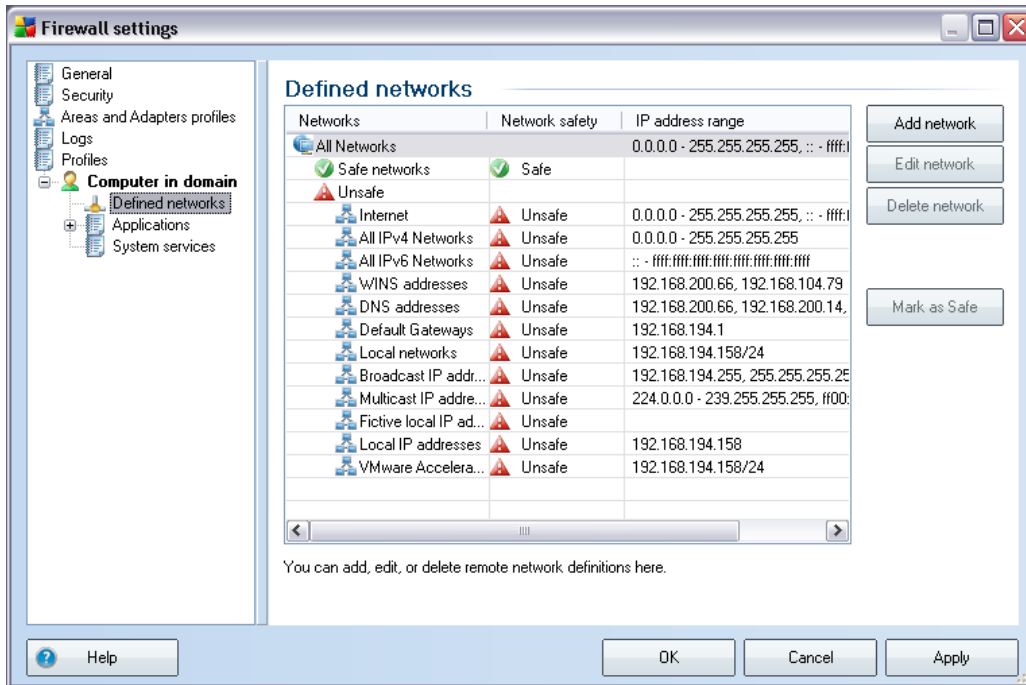 Firewall settings
General
Security
Areas and Adapters profiles
Logs
Profiles
Computer in domain
Defined networks
Applications
System services
Defined networks
Networks Network safety IP address range
All Networks 0.0.0.0 - 255.255.255.255, :: - ffff:
Safe networks Safe
Unsafe
Internet Unsafe 0.0.0.0 - 255.255.255.255, :: - ffff:
All IPv4 Networks Unsafe 0.0.0.0 - 255.255.255.255
All IPv6 Networks Unsafe :: - ffff:ffff:ffff:ffff:ffff:ffff:ffff:ffff
WINS addresses Unsafe 192.168.200.66, 192.168.104.79
DNS addresses Unsafe 192.168.200.66, 192.168.200.14,
Default Gateways Unsafe 192.168.194.1
Local networks Unsafe 192.168.194.158/24
Broadcast IP addr... Unsafe 192.168.194.255, 255.255.255.25
Multicast IP addre... Unsafe 224.0.0.0 - 239.255.255.255, ff00:
Fictive local IP ad... Unsafe
Local IP addresses Unsafe 192.168.194.158
VMware Accelera... Unsafe 192.168.194.158/24
You can add, edit, or delete remote network definitions here.
Add network
Edit network
Delete network
Mark as Safe
Help
OK
Cancel
Apply